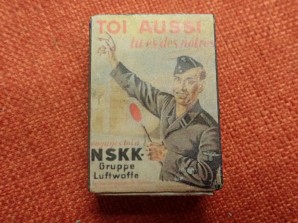 TOI AUSSI
tu es des nôtres
NSKK-
Gruppe
Luftwaffe